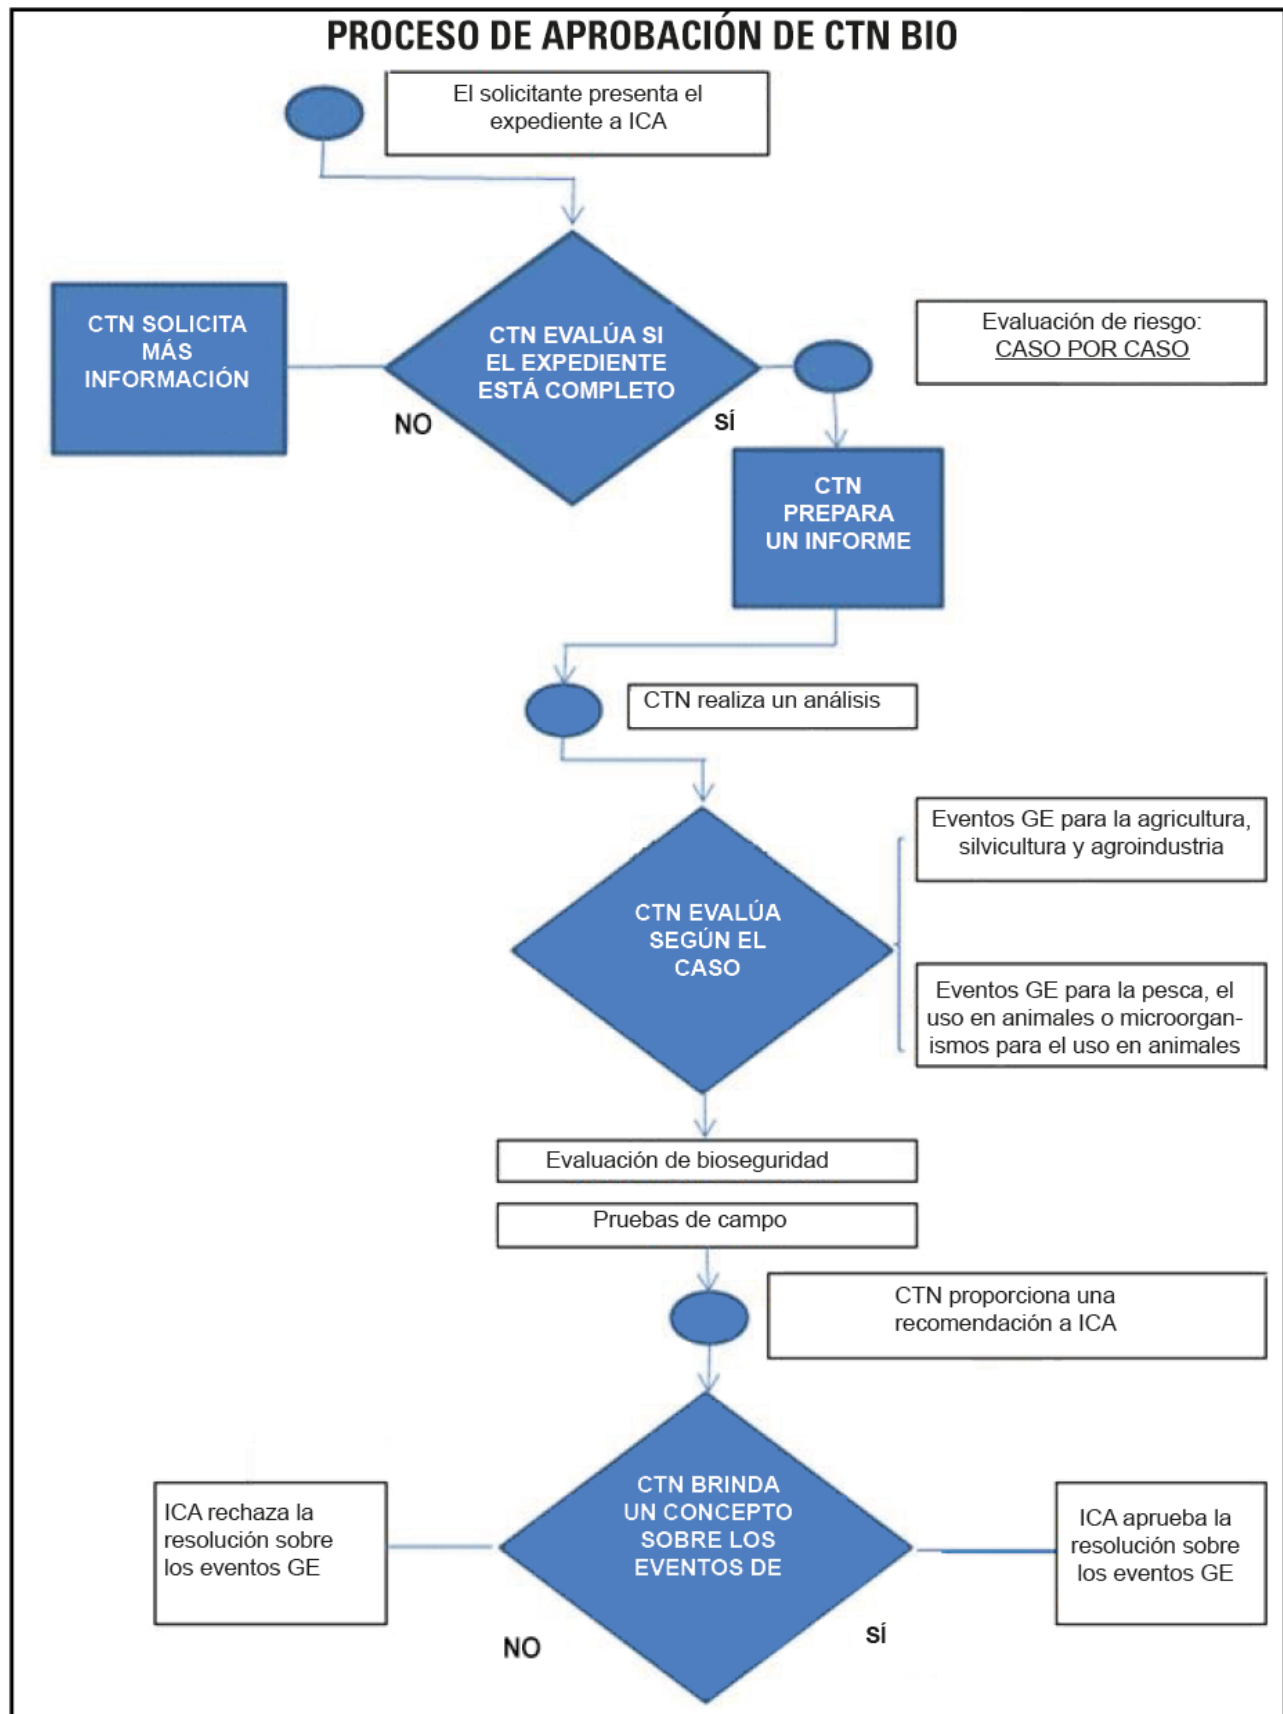 PROCESO DE APROBACIÓN DE CTN BIO
El solicitante presenta el
expediente a ICA
CTN SOLICITA
MÁS
INFORMACIÓN
CTN EVALÚA SI
EL EXPEDIENTE
ESTÁ COMPLETO
Evaluación de riesgo:
CASO POR CASO
NO
SÍ
CTN
PREPARA
UN INFORME
CTN realiza un análisis
CTN EVALÚA
SEGÚN EL
CASO
Eventos GE para la agricultura,
silvicultura y agroindustria
Eventos GE para la pesca, el
uso en animales o microorgan-
ismos para el uso en animales
Evaluación de bioseguridad
Pruebas de campo
CTN proporciona una
recomendación a ICA
CTN BRINDA
UN CONCEPTO
SOBRE LOS
EVENTOS DE
ICA rechaza la
resolución sobre
los eventos GE
ICA aprueba la
resolución sobre
los eventos GE
NO
SÍ